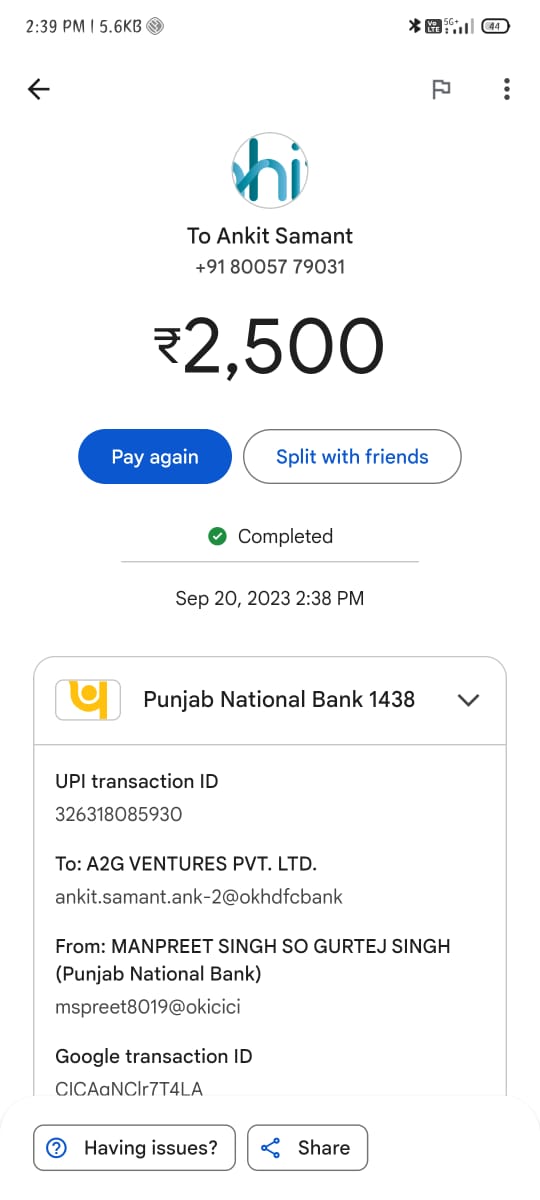 2:39 PM | 5.6KB
Vo LTE 5G+ 44
hi
To Ankit Samant
+91 80057 79031
₹2,500
Pay again
Split with friends
Completed
Sep 20, 2023 2:38 PM
Punjab National Bank 1438
UPI transaction ID
326318085930
To: A2G VENTURES PVT. LTD.
ankit.samant.ank-2@okhdfcbank
From: MANPREET SINGH SO GURTEJ SINGH
(Punjab National Bank)
mspreet8019@okicici
Google transaction ID
Having issues?
Share